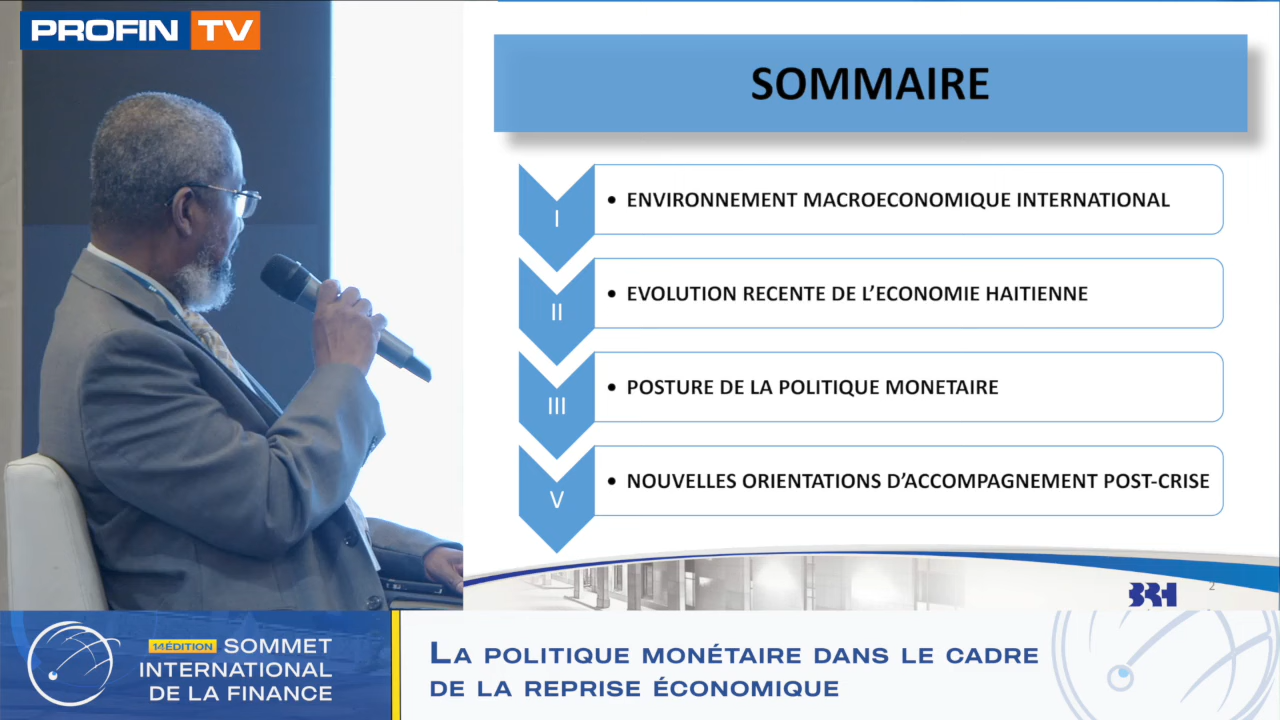 PROFIN TV
SOMMAIRE
I
• ENVIRONNEMENT MACROECONOMIQUE INTERNATIONAL
II
• EVOLUTION RECENTE DE L’ECONOMIE HAITIENNE
III
• POSTURE DE LA POLITIQUE MONETAIRE
V
• NOUVELLES ORIENTATIONS D’ACCOMPAGNEMENT POST-CRISE
BRH
2
14ÉDITION SOMMET
INTERNATIONAL
DE LA FINANCE
LA POLITIQUE MONÉTAIRE DANS LE CADRE
DE LA REPRISE ÉCONOMIQUE